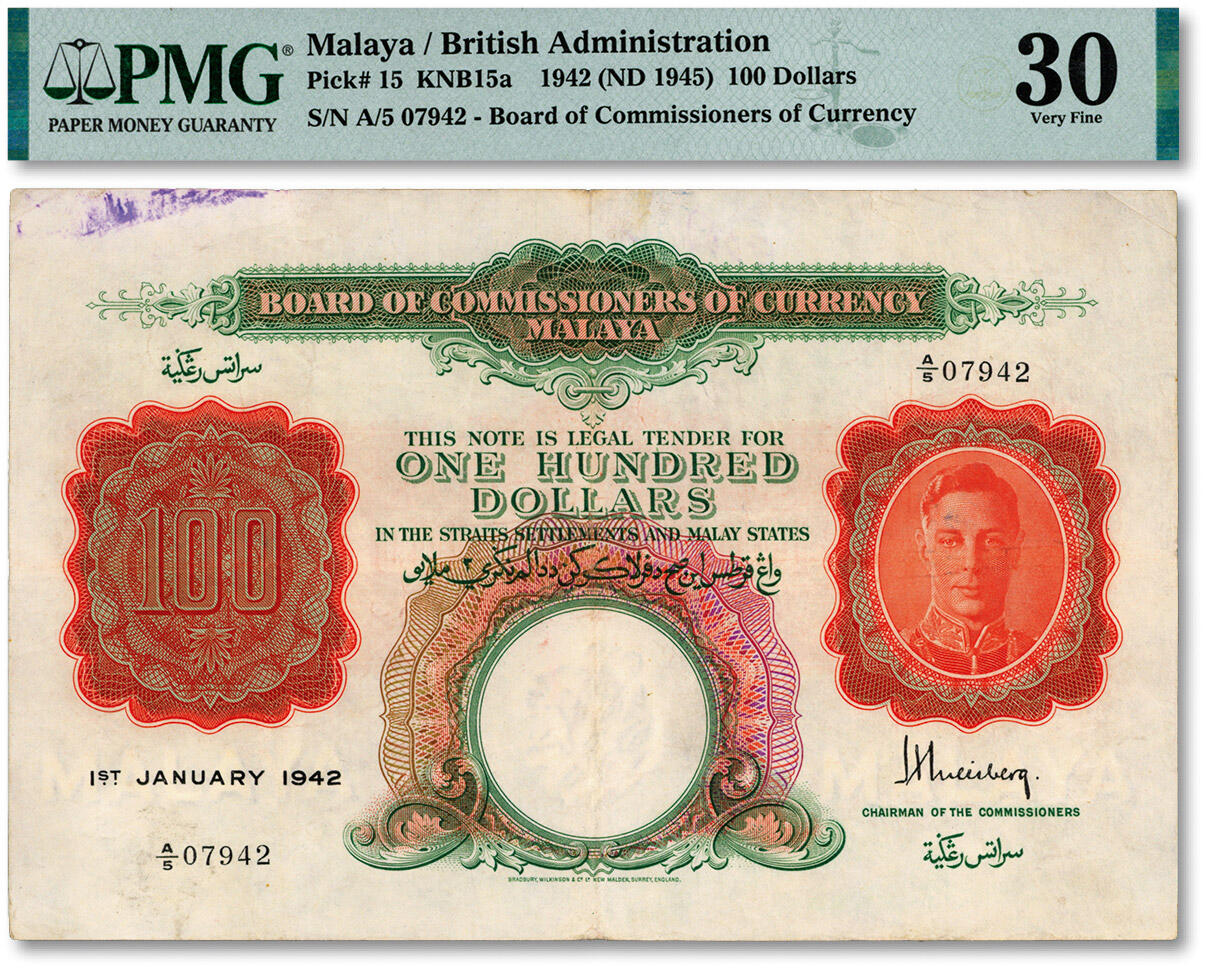 PMG®
PAPER MONEY GUARANTY
Malaya / British Administration
Pick# 15 KNB15a 1942 (ND 1945) 100 Dollars
S/N A/5 07942 - Board of Commissioners of Currency
30
Very Fine
BOARD OF COMMISSIONERS OF CURRENCY
MALAYA
سراتس رڠݢية
A/5 07942
THIS NOTE IS LEGAL TENDER FOR
ONE HUNDRED
DOLLARS
IN THE STRAITS SETTLEMENTS AND MALAY STATES
100
1ST JANUARY 1942
CHAIRMAN OF THE COMMISSIONERS
A/5 07942
سراتس رڠݢية
BRADBURY, WILKINSON & Cº Lᴰ NEW MALDEN, SURREY, ENGLAND.